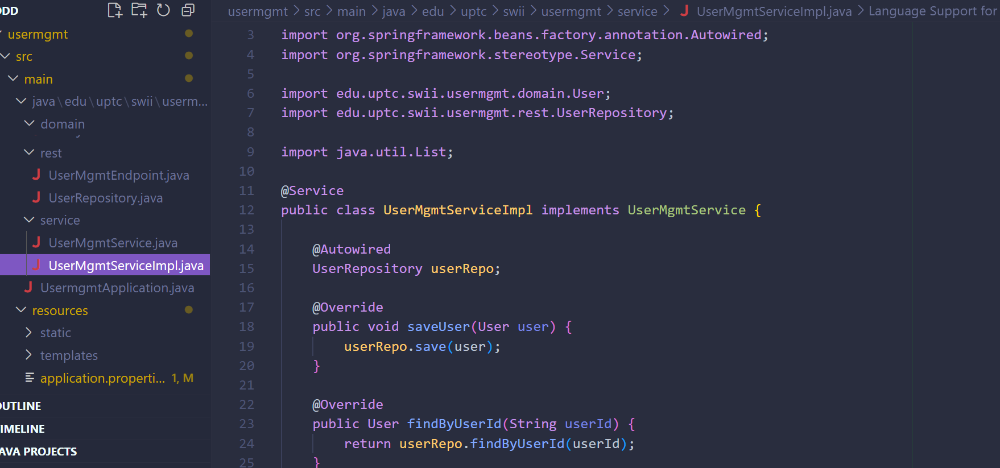 usermgmt
src
main
java\edu\uptc\swii\userm...
domain
rest
UserMgmtEndpoint.java
UserRepository.java
service
UserMgmtService.java
UserMgmtServiceImpl.java
UsermgmtApplication.java
resources
static
templates
application.properti... 1, M
usermgmt > src > main > java > edu > uptc > swii > usermgmt > service > UserMgmtServiceImpl.java > Language Support for
3 import org.springframework.beans.factory.annotation.Autowired;
4 import org.springframework.stereotype.Service;
5
6 import edu.uptc.swii.usermgmt.domain.User;
7 import edu.uptc.swii.usermgmt.rest.UserRepository;
8
9 import java.util.List;
10
11 @Service
12 public class UserMgmtServiceImpl implements UserMgmtService {
13
14 @Autowired
15 UserRepository userRepo;
16
17 @Override
18 public void saveUser(User user) {
19 userRepo.save(user);
20 }
21
22 @Override
23 public User findByUserId(String userId) {
24 return userRepo.findByUserId(userId);
25 }
PROJECTS